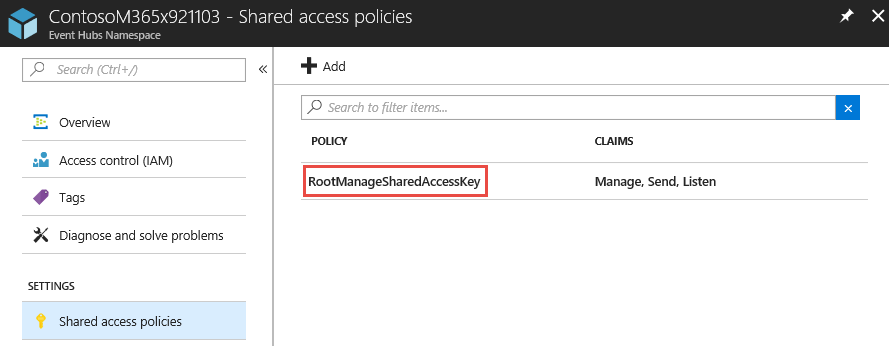 ContosoM365x921103 - Shared access policies
Event Hubs Namespace
Search (Ctrl+/)
Overview
Access control (IAM)
Tags
Diagnose and solve problems
SETTINGS
Shared access policies
Add
Search to filter items...
POLICY CLAIMS
RootManageSharedAccessKey Manage, Send, Listen